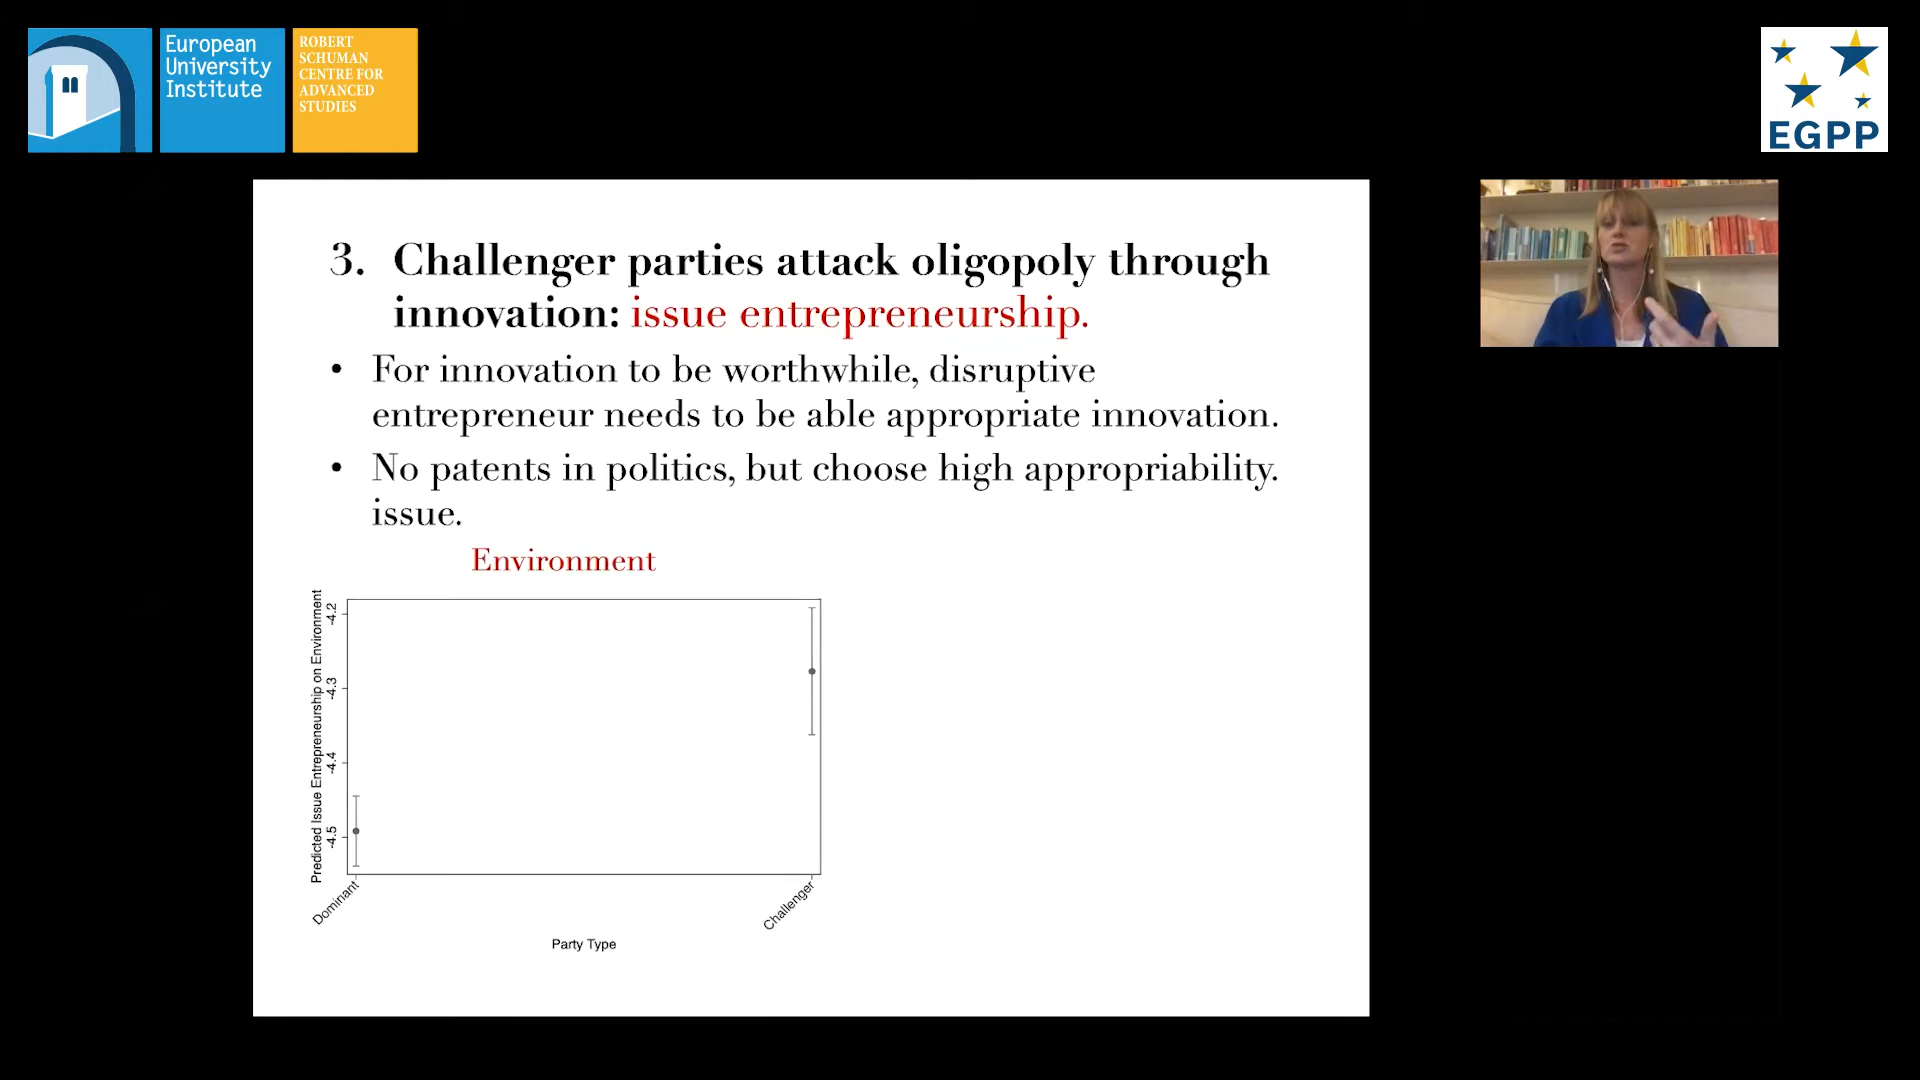 European
University
Institute
ROBERT
SCHUMAN
CENTRE FOR
ADVANCED
STUDIES
EGPP
3. Challenger parties attack oligopoly through
innovation: issue entrepreneurship.
• For innovation to be worthwhile, disruptive
entrepreneur needs to be able appropriate innovation.
• No patents in politics, but choose high appropriability.
issue.
Environment
Predicted Issue Entrepreneurship on Environment
-4.2
-4.3
-4.4
-4.5
Dominant
Challenger
Party Type